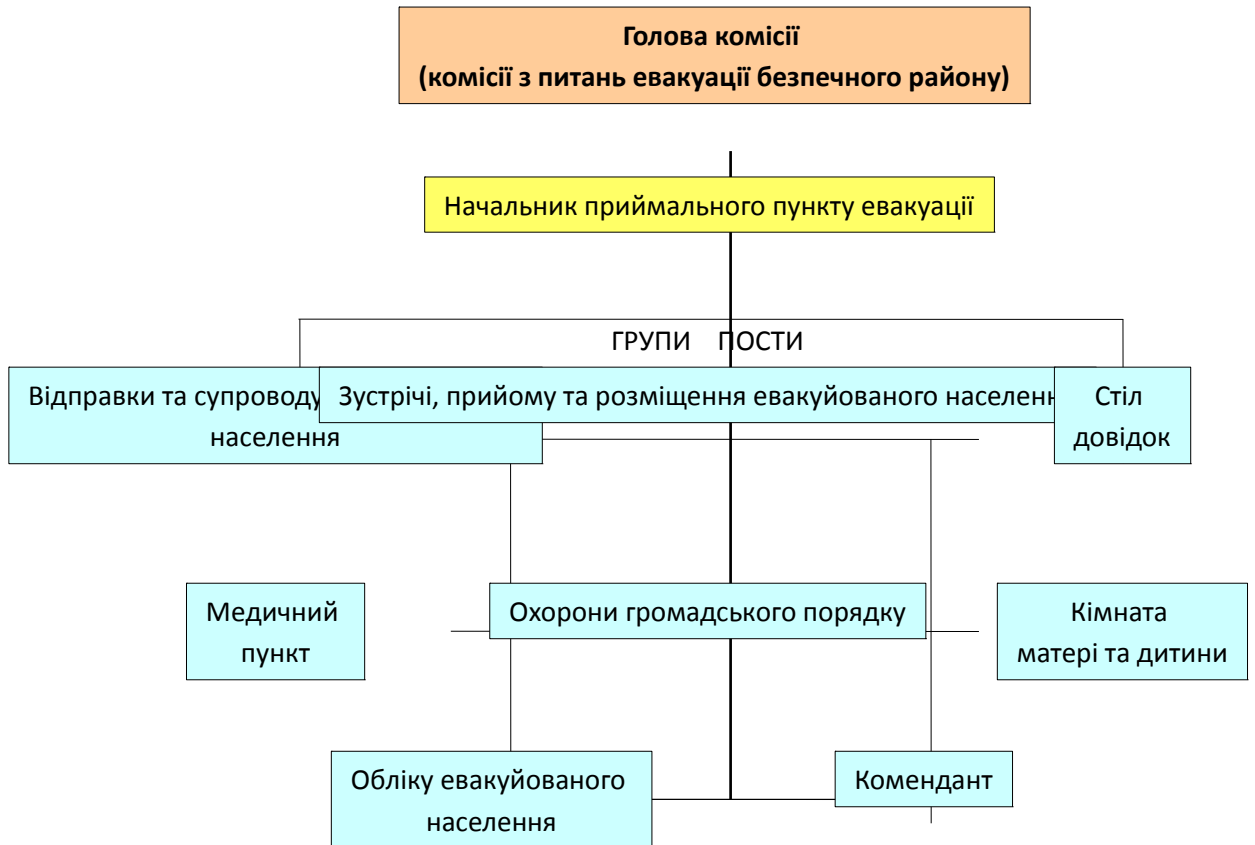 Голова комісії
(комісії з питань евакуації безпечного району)
Начальник приймального пункту евакуації
ГРУПИ ПОСТИ
Відправки та супроводу
населення
Зустрічі, прийому та розміщення евакуйованого населенн
Стіл
довідок
Медичний
пункт
Охорони громадського порядку
Кімната
матері та дитини
Обліку евакуйованого
населення
Комендант